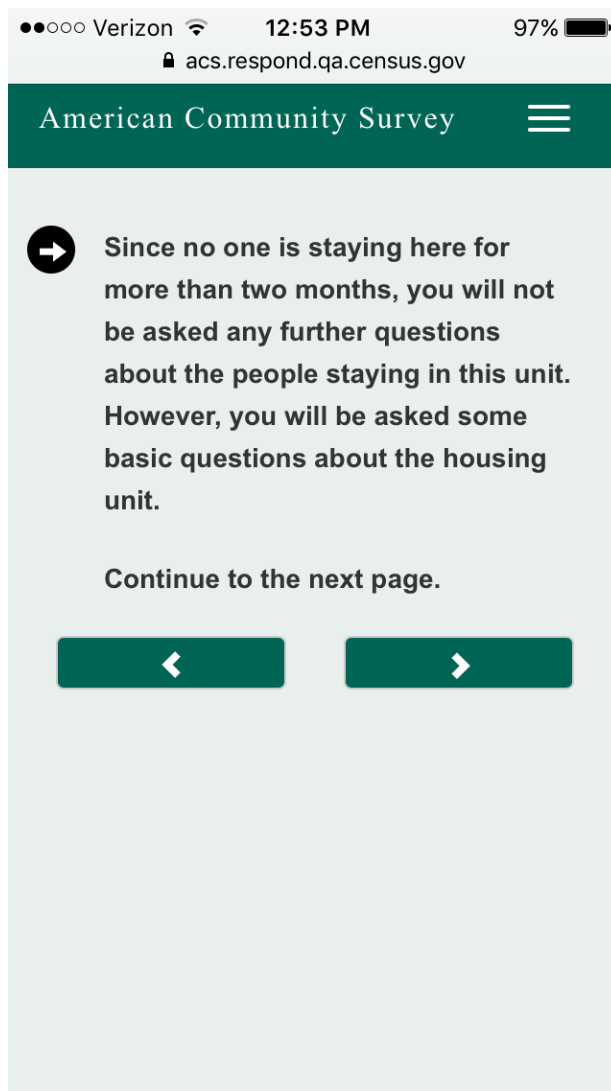 Verizon 12:53 PM 97%
acs.respond.qa.census.gov
American Community Survey
Since no one is staying here for
more than two months, you will not
be asked any further questions
about the people staying in this unit.
However, you will be asked some
basic questions about the housing
unit.
Continue to the next page.